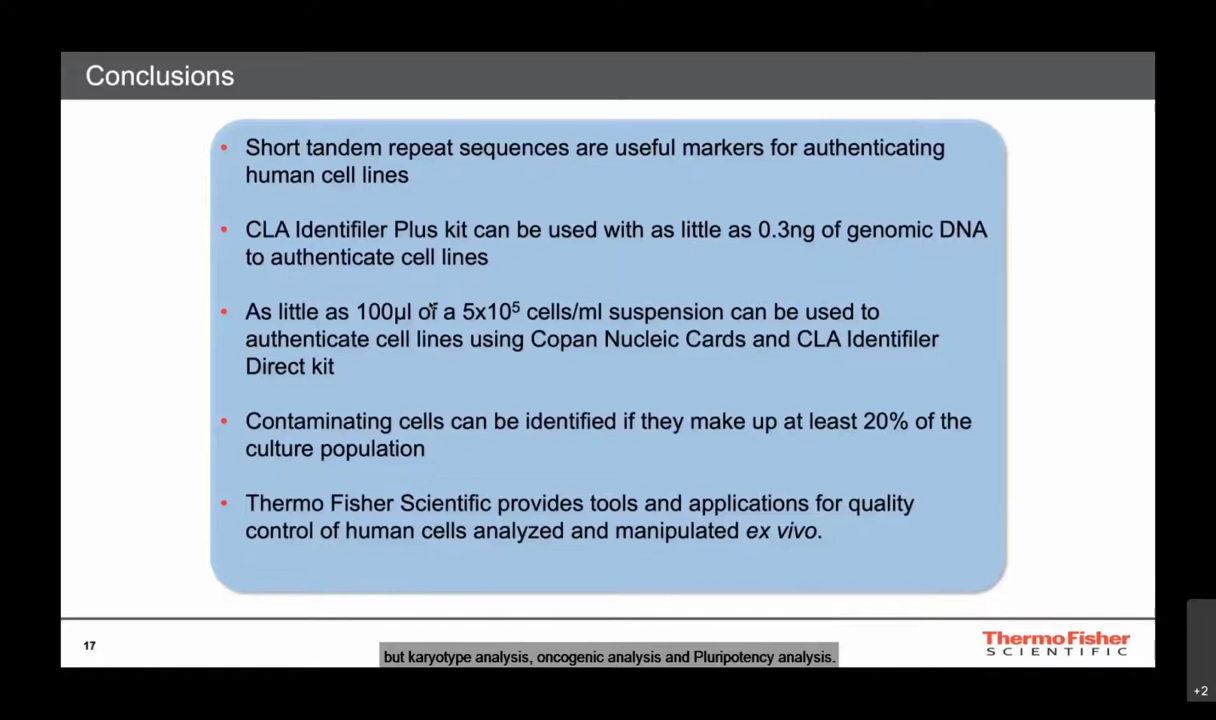 Conclusions
• Short tandem repeat sequences are useful markers for authenticating
human cell lines
• CLA Identifiler Plus kit can be used with as little as 0.3ng of genomic DNA
to authenticate cell lines
• As little as 100µl of a 5x10⁵ cells/ml suspension can be used to
authenticate cell lines using Copan Nucleic Cards and CLA Identifiler
Direct kit
• Contaminating cells can be identified if they make up at least 20% of the
culture population
• Thermo Fisher Scientific provides tools and applications for quality
control of human cells analyzed and manipulated ex vivo.
17
ThermoFisher
SCIENTIFIC
but karyotype analysis, oncogenic analysis and Pluripotency analysis.
+2